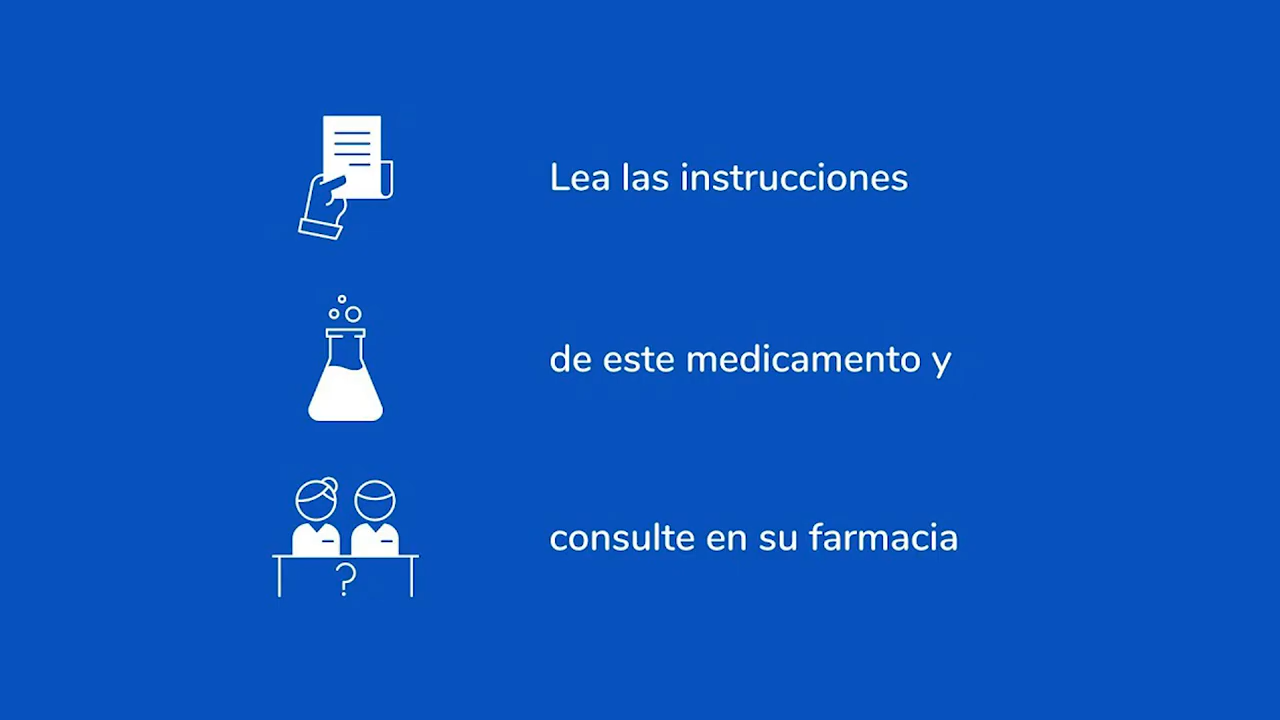 Lea las instrucciones
de este medicamento y
consulte en su farmacia
?